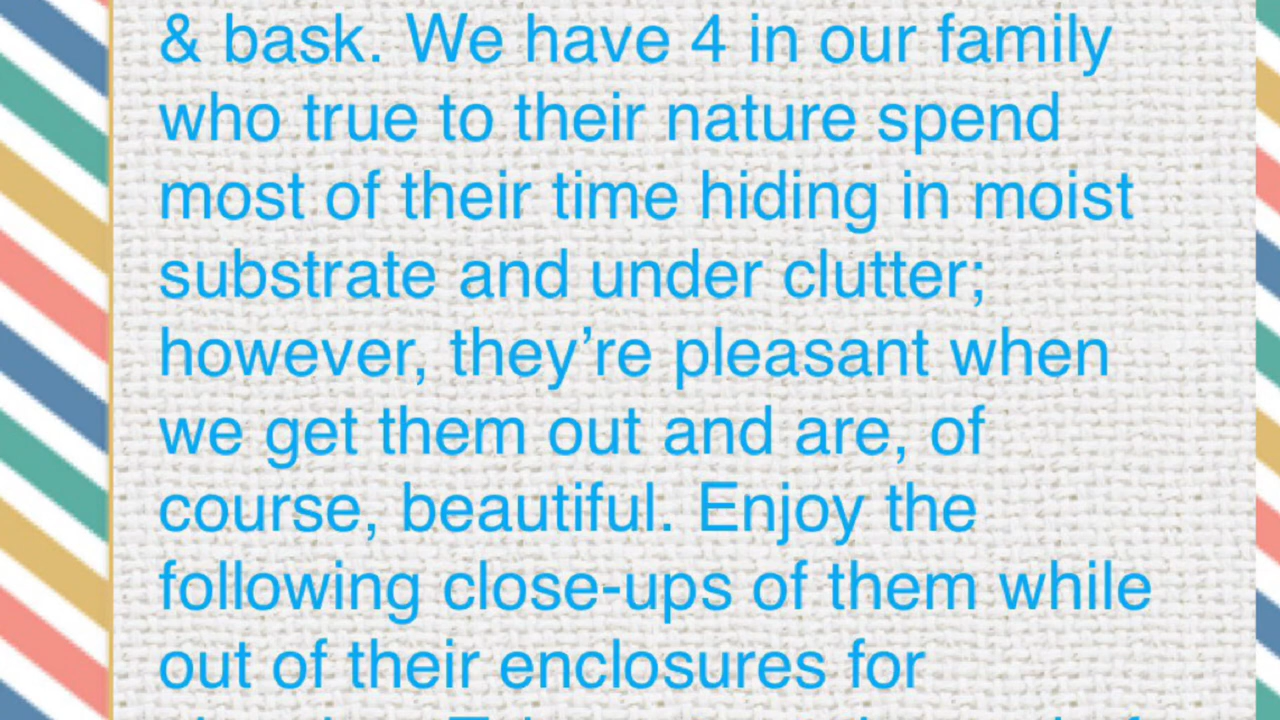 & bask. We have 4 in our family
who true to their nature spend
most of their time hiding in moist
substrate and under clutter;
however, they’re pleasant when
we get them out and are, of
course, beautiful. Enjoy the
following close-ups of them while
out of their enclosures for